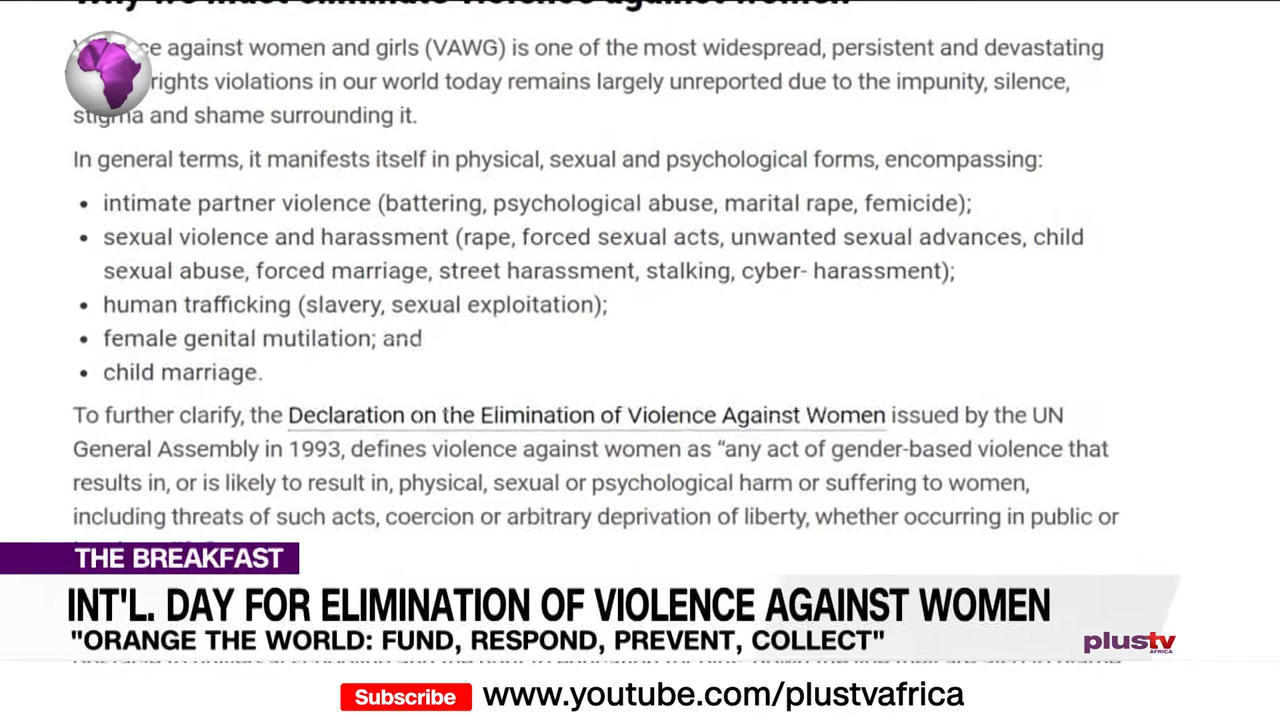 Why we must eliminate violence against women
against women and girls (VAWG) is one of the most widespread, persistent and devastating
rights violations in our world today remains largely unreported due to the impunity, silence,
stigma and shame surrounding it.
In general terms, it manifests itself in physical, sexual and psychological forms, encompassing:
• intimate partner violence (battering, psychological abuse, marital rape, femicide);
• sexual violence and harassment (rape, forced sexual acts, unwanted sexual advances, child
sexual abuse, forced marriage, street harassment, stalking, cyber- harassment);
• human trafficking (slavery, sexual exploitation);
• female genital mutilation; and
• child marriage.
To further clarify, the Declaration on the Elimination of Violence Against Women issued by the UN
General Assembly in 1993, defines violence against women as “any act of gender-based violence that
results in, or is likely to result in, physical, sexual or psychological harm or suffering to women,
including threats of such acts, coercion or arbitrary deprivation of liberty, whether occurring in public or
THE BREAKFAST
INT'L. DAY FOR ELIMINATION OF VIOLENCE AGAINST WOMEN
"ORANGE THE WORLD: FUND, RESPOND, PREVENT, COLLECT"
plustv
AFRICA
Subscribe www.youtube.com/plustvafrica